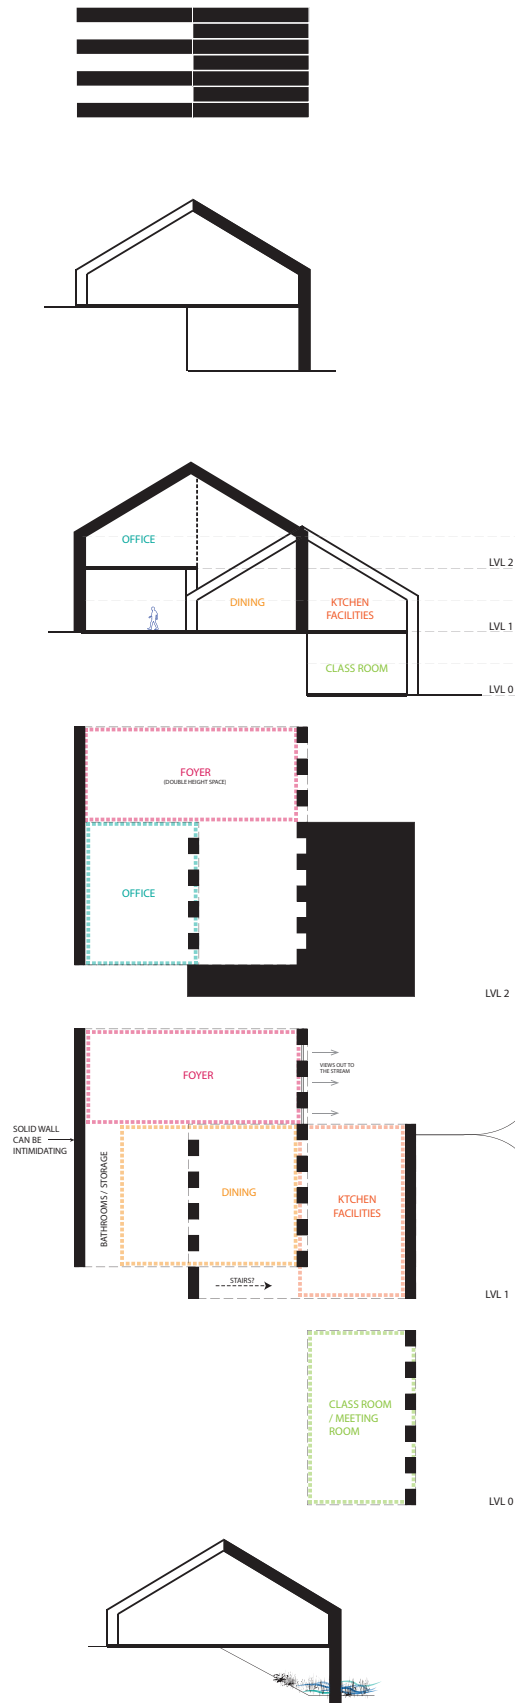 OFFICE
LVL 2
DINING
KTCHEN
FACILITIES
LVL 1
CLASS ROOM
LVL 0
FOYER
(DOUBLE HEIGHT SPACE)
OFFICE
LVL 2
FOYER
VIEWS OUT TO
THE STREAM
SOLID WALL
CAN BE
INTIMIDATING
BATHROOMS / STORAGE
DINING
KTCHEN
FACILITIES
STAIRS?
LVL 1
CLASS ROOM
/ MEETING
ROOM
LVL 0